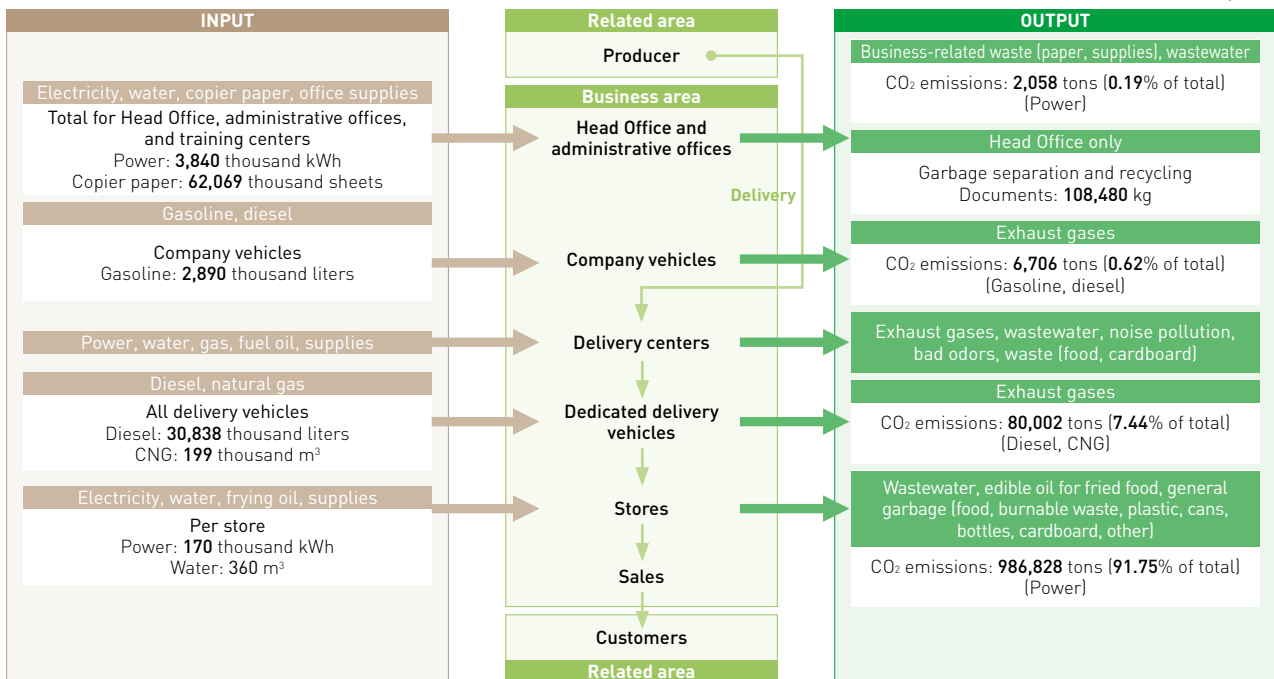 INPUT
Electricity, water, copier paper, office supplies
Total for Head Office, administrative offices,
and training centers
Power: 3,840 thousand kWh
Copier paper: 62,069 thousand sheets
Gasoline, diesel
Company vehicles
Gasoline: 2,890 thousand liters
Power, water, gas, fuel oil, supplies
Diesel, natural gas
All delivery vehicles
Diesel: 30,838 thousand liters
CNG: 199 thousand m³
Electricity, water, frying oil, supplies
Per store
Power: 170 thousand kWh
Water: 360 m³
Related area
Producer
Business area
Head Office and
administrative offices
Delivery
Company vehicles
Delivery centers
Dedicated delivery
vehicles
Stores
Sales
Customers
Related area
OUTPUT
Business-related waste (paper, supplies), wastewater
CO₂ emissions: 2,058 tons (0.19% of total)
(Power)
Head Office only
Garbage separation and recycling
Documents: 108,480 kg
Exhaust gases
CO₂ emissions: 6,706 tons (0.62% of total)
(Gasoline, diesel)
Exhaust gases, wastewater, noise pollution,
bad odors, waste (food, cardboard)
Exhaust gases
CO₂ emissions: 80,002 tons (7.44% of total)
(Diesel, CNG)
Wastewater, edible oil for fried food, general
garbage (food, burnable waste, plastic, cans,
bottles, cardboard, other)
CO₂ emissions: 986,828 tons (91.75% of total)
(Power)